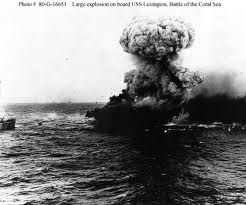 Photo # 80-G-16651 Large explosion on board USS Lexington, Battle of the Coral Sea